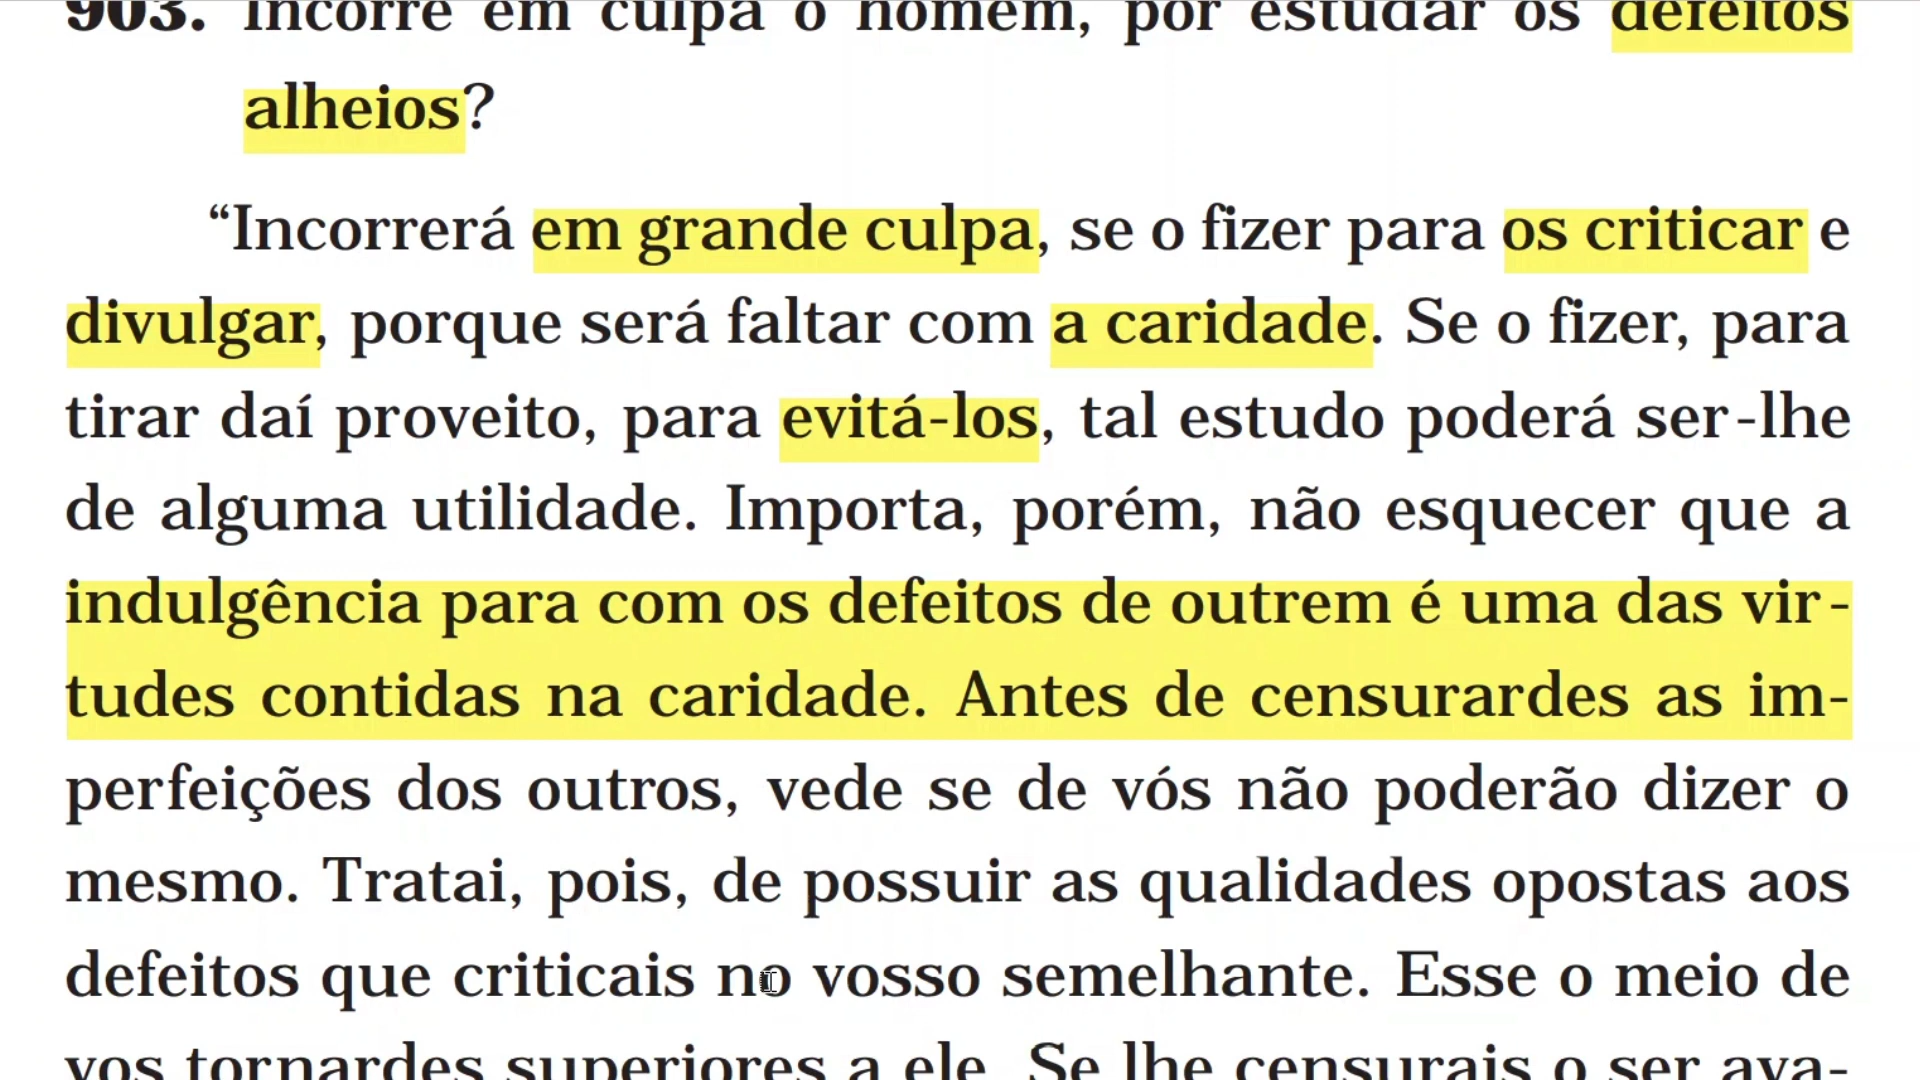 903. Incorre em culpa o homem, por estudar os defeitos
alheios?
“Incorrerá em grande culpa, se o fizer para os criticar e
divulgar, porque será faltar com a caridade. Se o fizer, para
tirar daí proveito, para evitá-los, tal estudo poderá ser-lhe
de alguma utilidade. Importa, porém, não esquecer que a
indulgência para com os defeitos de outrem é uma das vir-
tudes contidas na caridade. Antes de censurardes as im-
perfeições dos outros, vede se de vós não poderão dizer o
mesmo. Tratai, pois, de possuir as qualidades opostas aos
defeitos que criticais no vosso semelhante. Esse o meio de
vos tornardes superiores a ele. Se lhe censurais o ser ava-